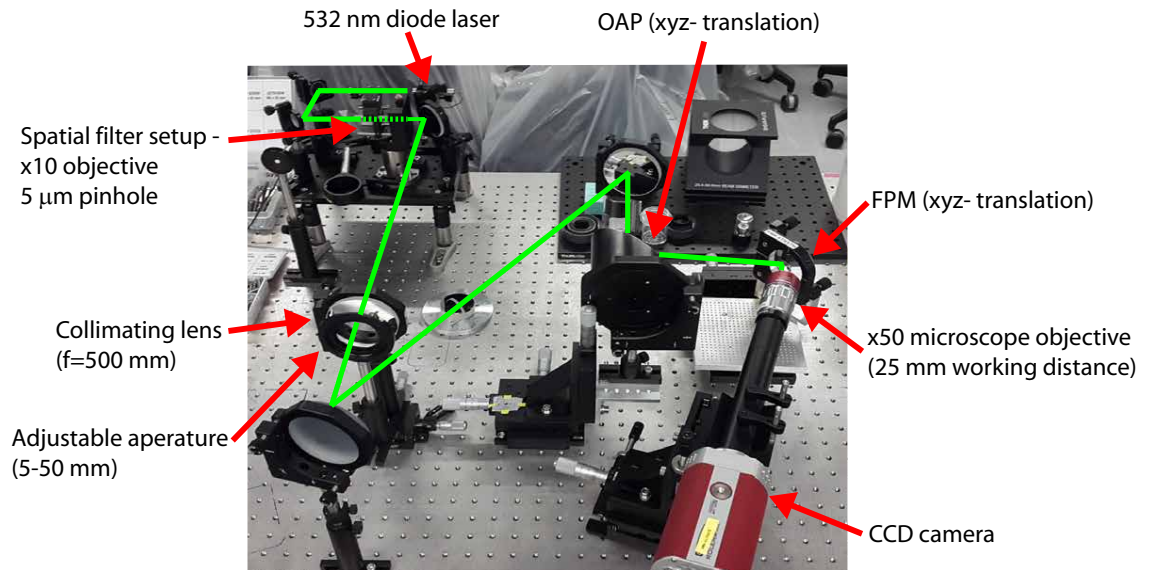 532 nm diode laser
OAP (xyz- translation)
Spatial filter setup -
x10 objective
5 μm pinhole
FPM (xyz- translation)
Collimating lens
(f=500 mm)
x50 microscope objective
(25 mm working distance)
Adjustable aperature
(5-50 mm)
CCD camera